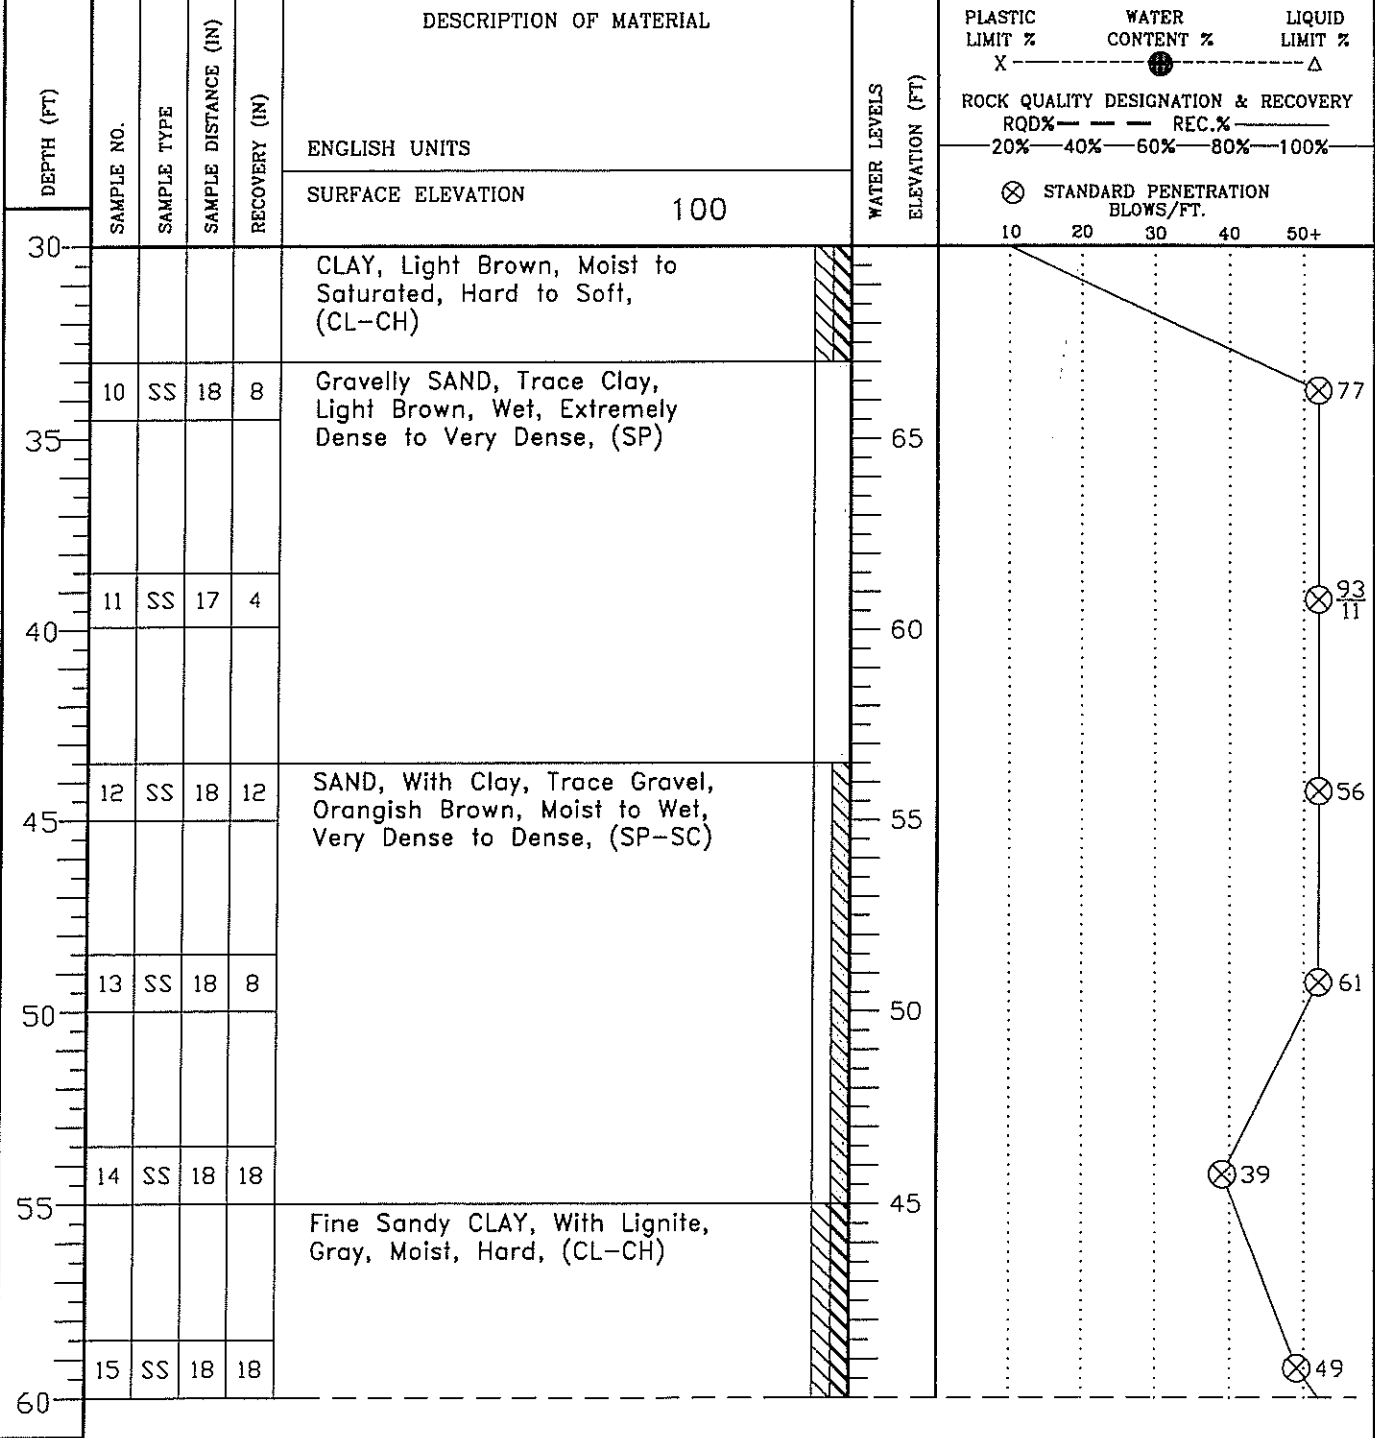 DEPTH (FT)
SAMPLE NO.
SAMPLE TYPE
SAMPLE DISTANCE (IN)
RECOVERY (IN)
DESCRIPTION OF MATERIAL
ENGLISH UNITS
SURFACE ELEVATION 100
WATER LEVELS
ELEVATION (FT)
PLASTIC WATER LIQUID
LIMIT % CONTENT % LIMIT %
X Δ
ROCK QUALITY DESIGNATION & RECOVERY
RQD% REC.%
20% 40% 60% 80% 100%
STANDARD PENETRATION
BLOWS/FT.
10 20 30 40 50+
30
CLAY, Light Brown, Moist to
Saturated, Hard to Soft,
(CL-CH)
10 SS 18 8
Gravelly SAND, Trace Clay,
Light Brown, Wet, Extremely
Dense to Very Dense, (SP)
77
35
65
11 SS 17 4
93
11
40
60
12 SS 18 12
SAND, With Clay, Trace Gravel,
Orangish Brown, Moist to Wet,
Very Dense to Dense, (SP-SC)
56
45
55
13 SS 18 8
61
50
50
14 SS 18 18
39
55
45
Fine Sandy CLAY, With Lignite,
Gray, Moist, Hard, (CL-CH)
15 SS 18 18
49
60